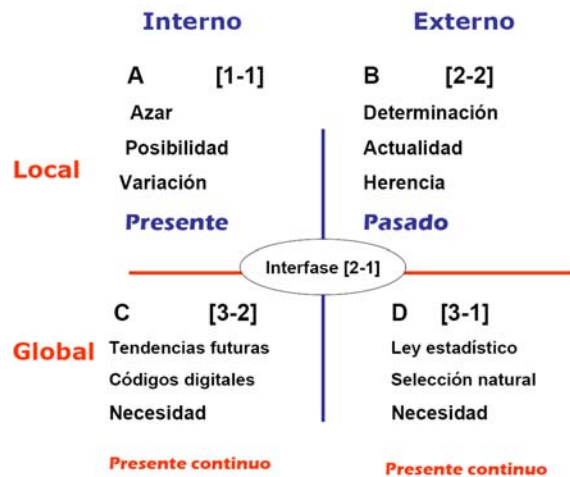 Interno Externo
A [1-1] B [2-2]
Azar Determinación
Posibilidad Actualidad
Local
Variación Herencia
Presente Pasado
Interfase [2-1]
C [3-2] D [3-1]
Global
Tendencias futuras Ley estadístico
Códigos digitales Selección natural
Necesidad Necesidad
Presente continuo Presente continuo